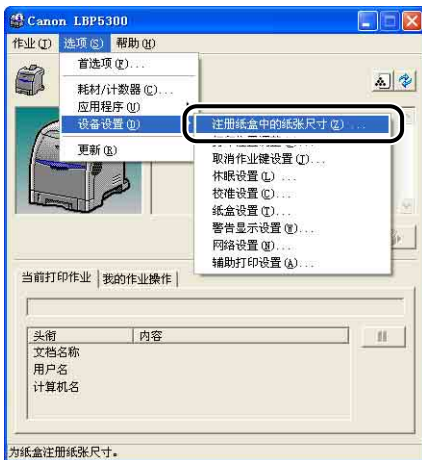 Canon LBP5300
作业(J) 选项(S) 帮助(H)
首选项(P)...
耗材/计数器(C)...
应用程序(U)
设备设置(D)
更新(R)
注册纸盒中的纸张尺寸(Z) ...
取消作业键设置(J)...
休眠设置(L) ...
校准设置(C)...
纸盒设置(T)...
警告显示设置(W)...
网络设置(N)...
辅助打印设置(A)...
当前打印作业 我的作业操作
头衔 内容
文档名称
用户名
计算机名
为纸盒注册纸张尺寸。